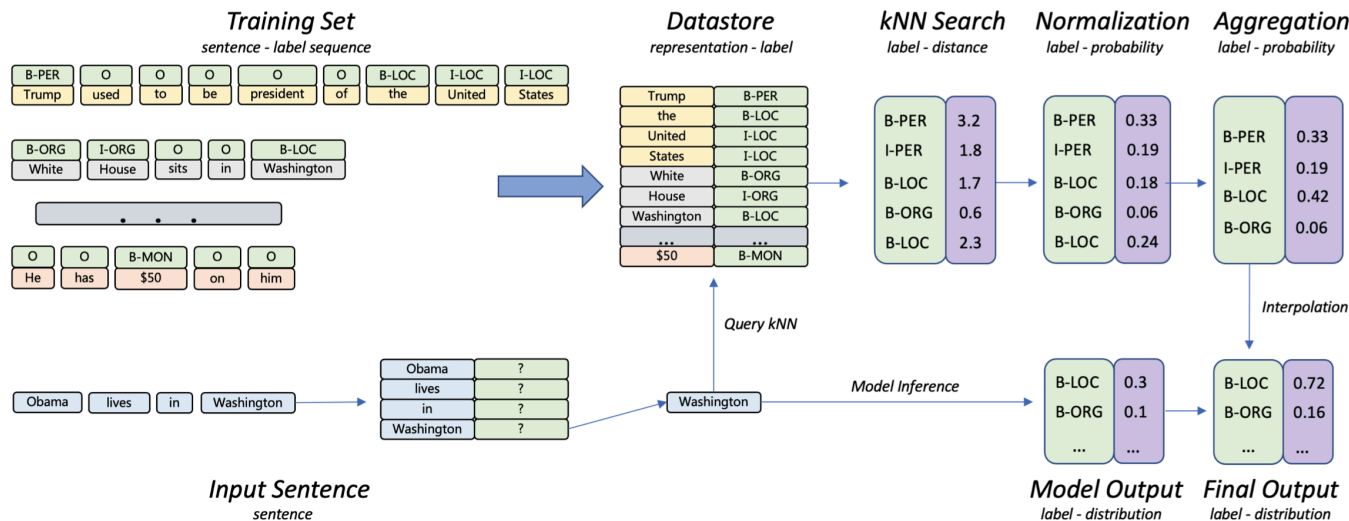 Training Set
sentence - label sequence
B-PER O O O O O B-LOC I-LOC I-LOC
Trump used to be president of the United States
B-ORG I-ORG O O B-LOC
White House sits in Washington
. . .
O O B-MON O O
He has $50 on him
Datastore
representation - label
Trump B-PER
the B-LOC
United I-LOC
States I-LOC
White B-ORG
House I-ORG
Washington B-LOC
... ...
$50 B-MON
Query kNN
kNN Search
label - distance
B-PER 3.2
I-PER 1.8
B-LOC 1.7
B-ORG 0.6
B-LOC 2.3
Normalization
label - probability
B-PER 0.33
I-PER 0.19
B-LOC 0.18
B-ORG 0.06
B-LOC 0.24
Aggregation
label - probability
B-PER 0.33
I-PER 0.19
B-LOC 0.42
B-ORG 0.06
Interpolation
Obama lives in Washington
Obama ?
lives ?
in ?
Washington ?
Washington
Model Inference
B-LOC 0.3
B-ORG 0.1
... ...
B-LOC 0.72
B-ORG 0.16
... ...
Input Sentence
sentence
Model Output
label - distribution
Final Output
label - distribution